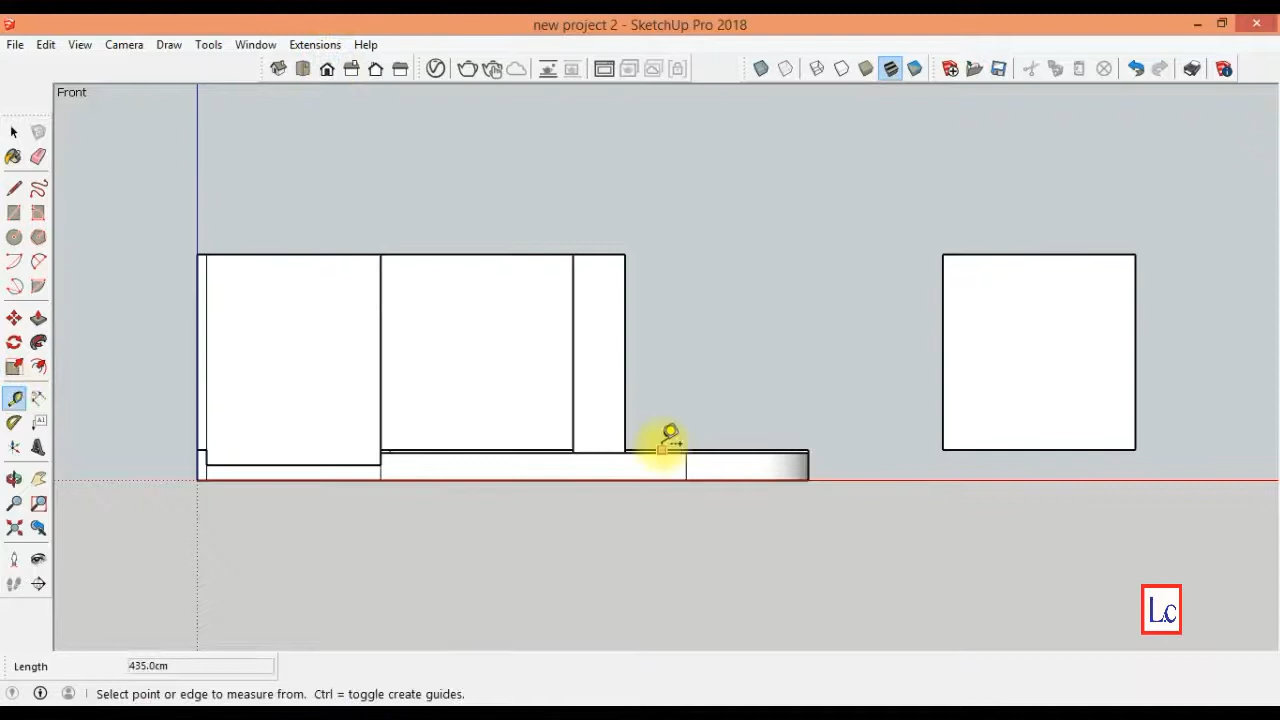 new project 2 - SketchUp Pro 2018
File Edit View Camera Draw Tools Window Extensions Help
Front
A1
Lc
Length 435.0cm
Select point or edge to measure from. Ctrl = toggle create guides.